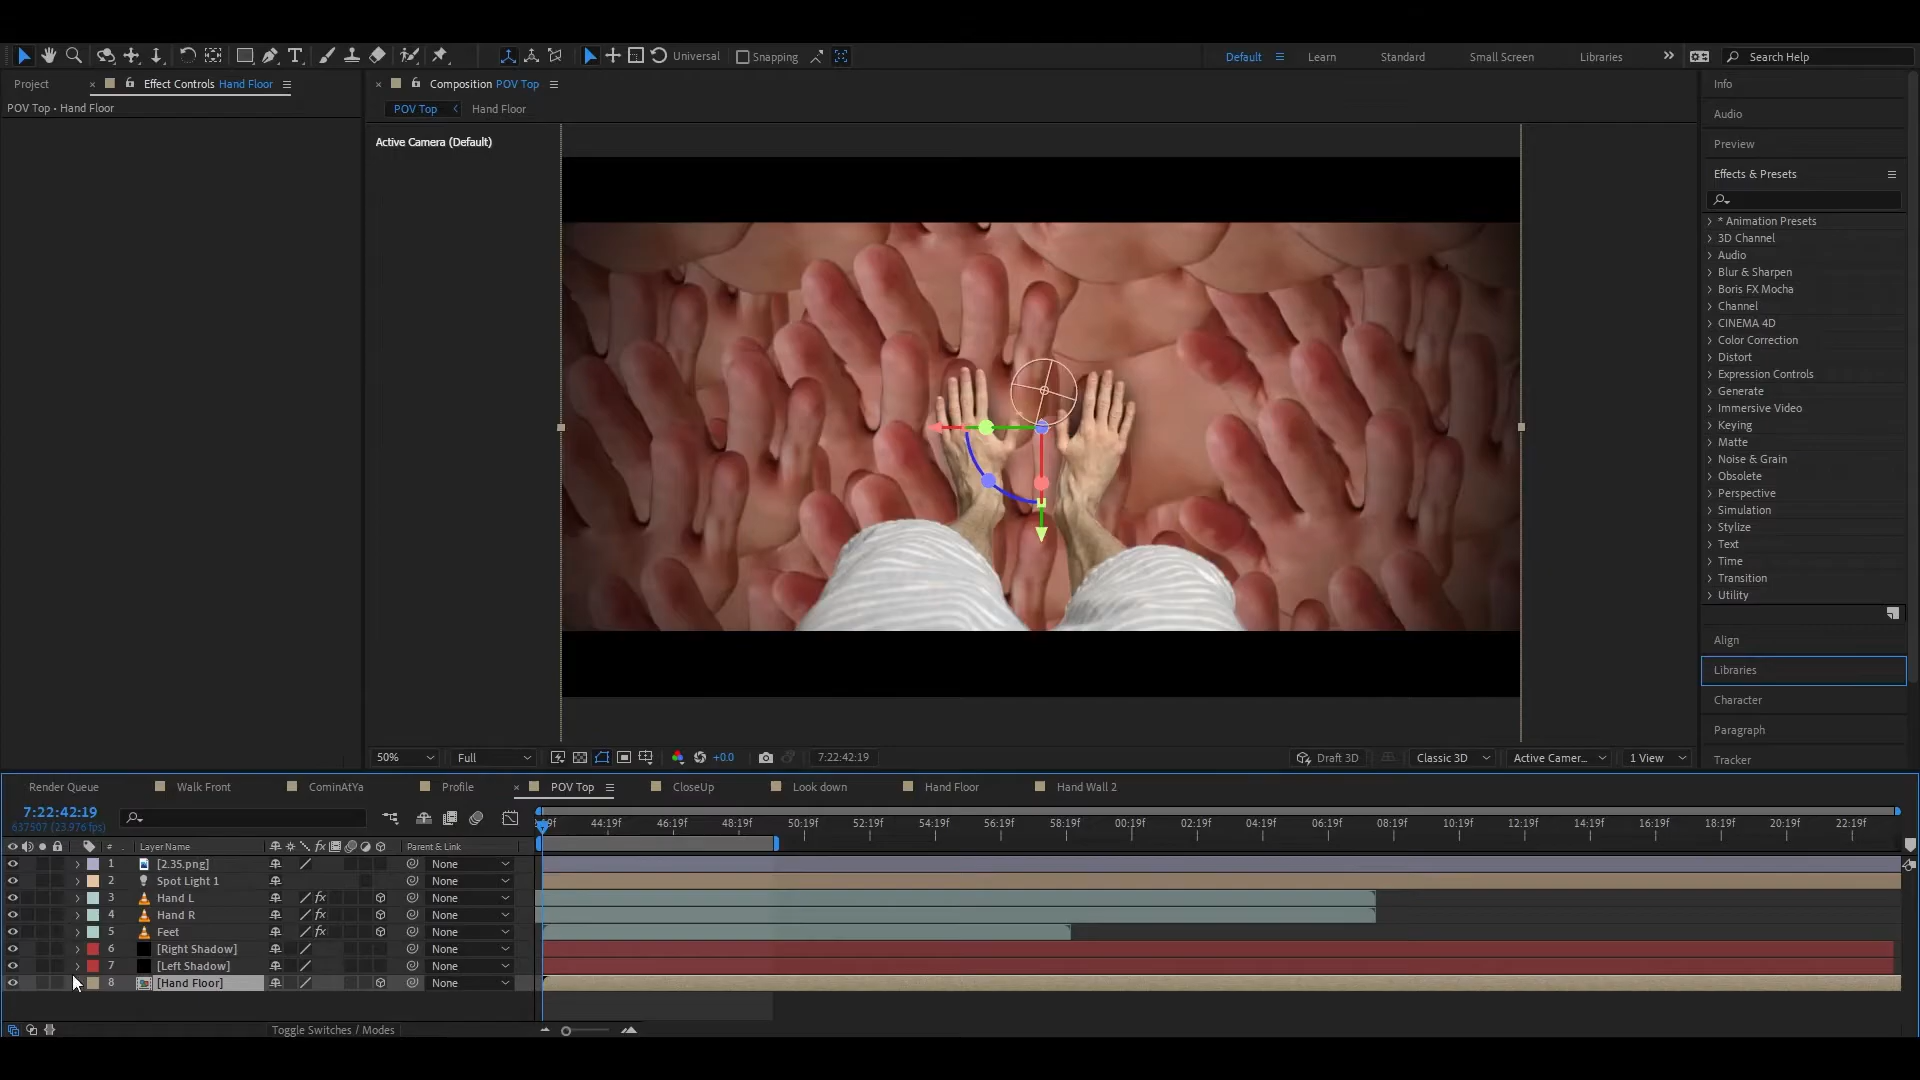 Universal
Snapping
Default
Learn
Standard
Small Screen
Libraries
Search Help
Project
Effect Controls Hand Floor
Composition POV Top
Info
POV Top • Hand Floor
POV Top
Hand Floor
Audio
Active Camera (Default)
Preview
Effects & Presets
* Animation Presets
3D Channel
Audio
Blur & Sharpen
Boris FX Mocha
Channel
CINEMA 4D
Color Correction
Distort
Expression Controls
Generate
Immersive Video
Keying
Matte
Noise & Grain
Obsolete
Perspective
Simulation
Stylize
Text
Time
Transition
Utility
Align
Libraries
Character
Paragraph
Tracker
50%
Full
+0.0
7:22:42:19
Draft 3D
Classic 3D
Active Camer...
1 View
Render Queue
Walk Front
CominAtYa
Profile
POV Top
CloseUp
Look down
Hand Floor
Hand Wall 2
7:22:42:19
637507 (23.976 fps)
44:19f
46:19f
48:19f
50:19f
52:19f
54:19f
56:19f
58:19f
00:19f
02:19f
04:19f
06:19f
08:19f
10:19f
12:19f
14:19f
16:19f
18:19f
20:19f
22:19f
# Layer Name
fx
Parent & Link
1 [2.35.png] None
2 Spot Light 1 None
3 Hand L fx None
4 Hand R fx None
5 Feet fx None
6 [Right Shadow] None
7 [Left Shadow] None
8 [Hand Floor] None
Toggle Switches / Modes